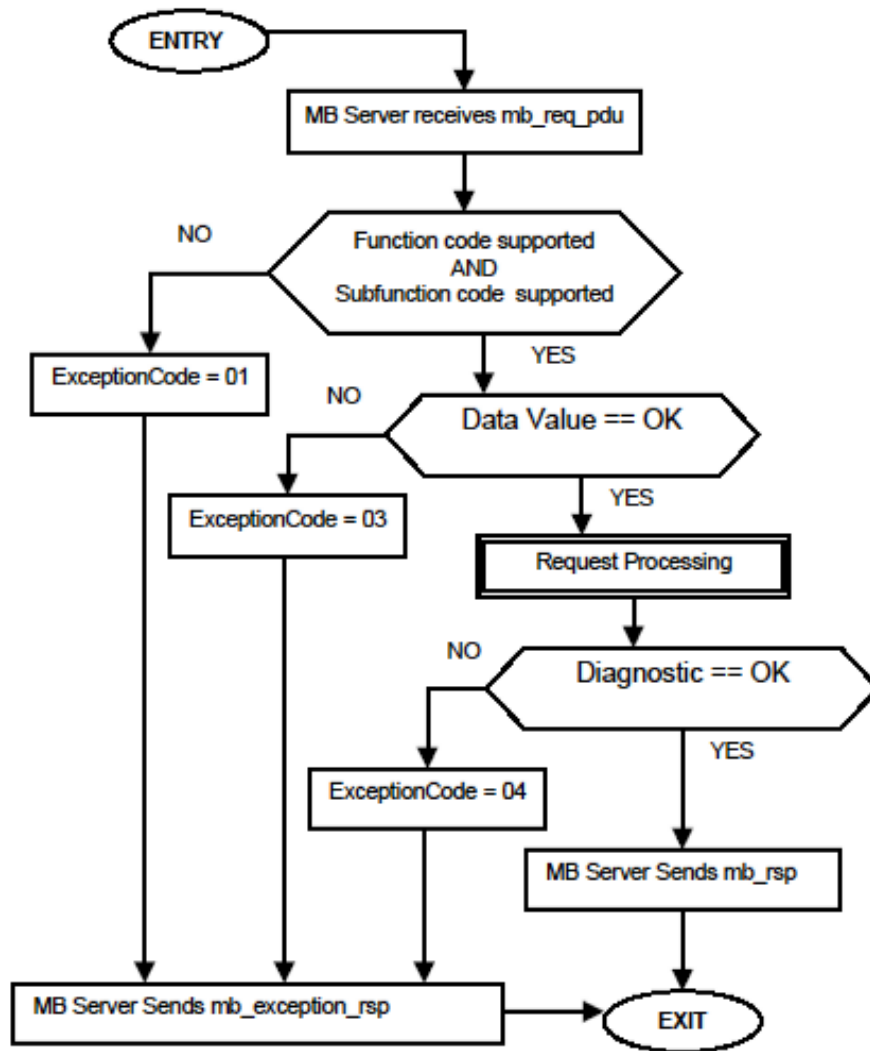 ENTRY
MB Server receives mb_req_pdu
NO
Function code supported
AND
Subfunction code supported
YES
ExceptionCode = 01
NO
Data Value == OK
YES
ExceptionCode = 03
Request Processing
NO
Diagnostic == OK
YES
ExceptionCode = 04
MB Server Sends mb_rsp
MB Server Sends mb_exception_rsp
EXIT